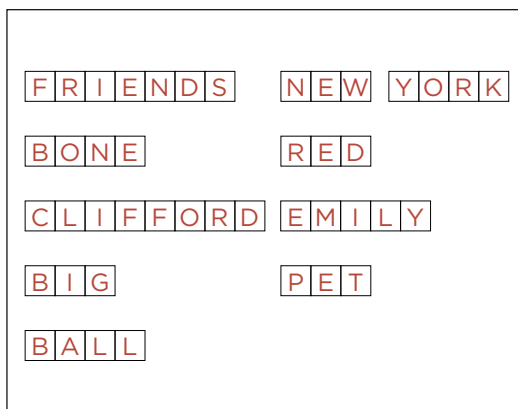 FRIENDS NEW YORK
BONE RED
CLIFFORD EMILY
BIG PET
BALL